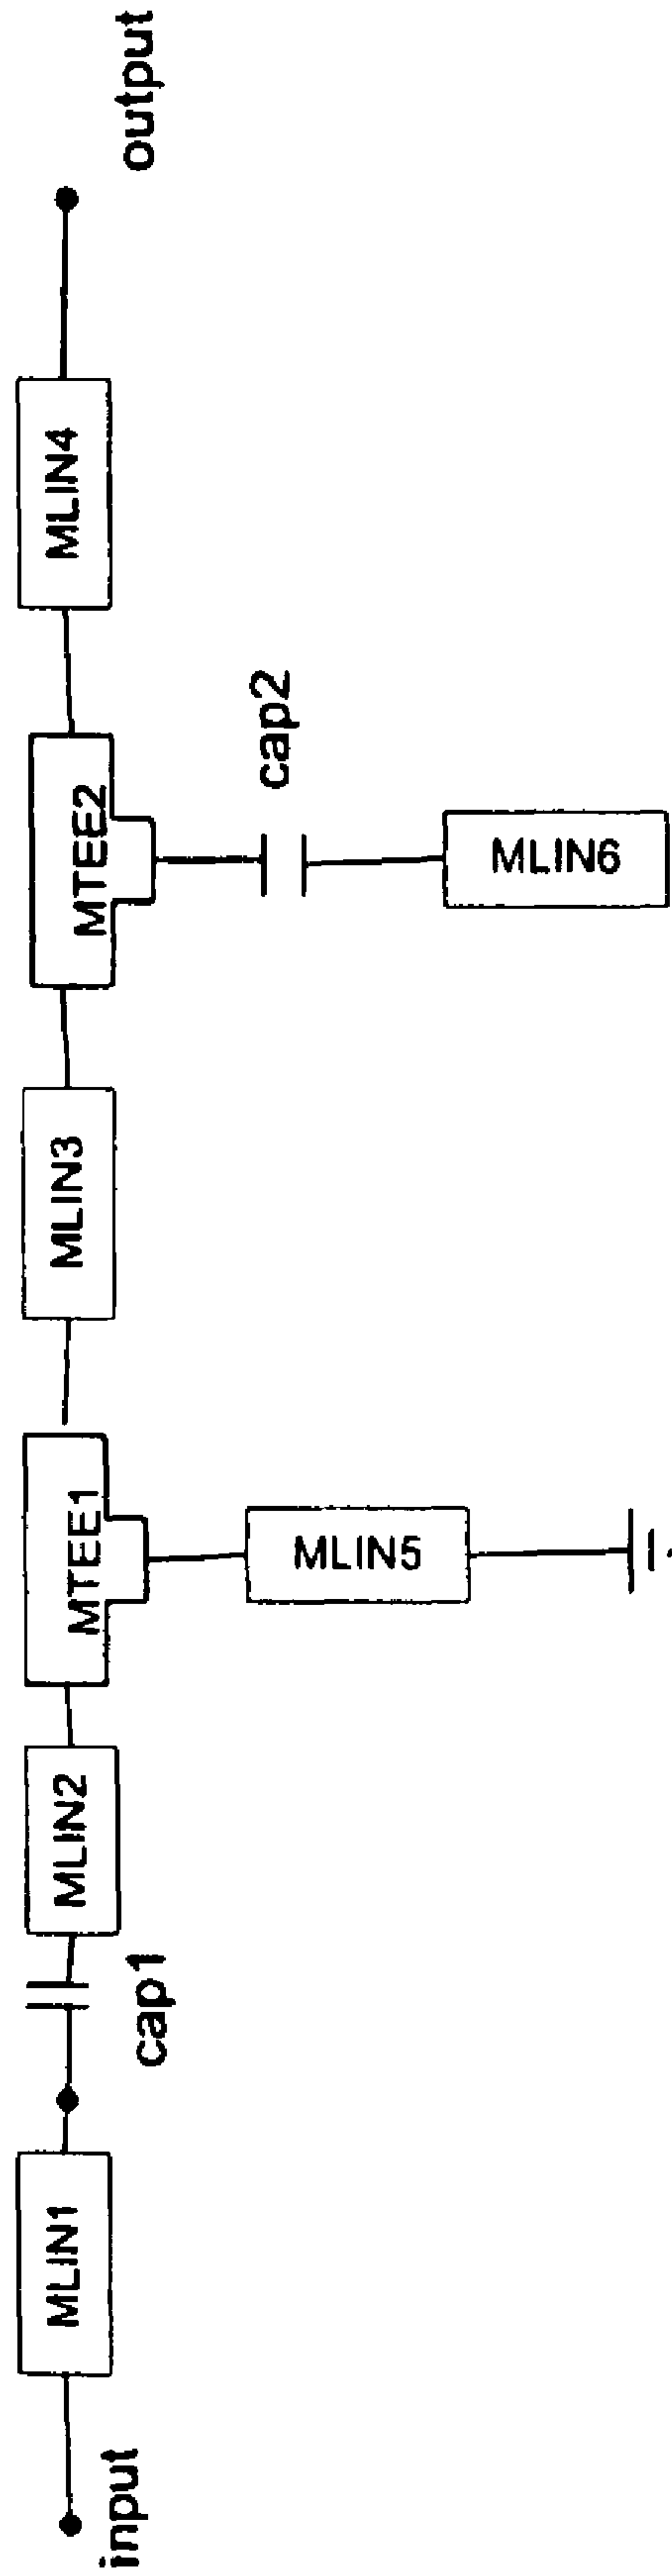 input
MLIN1
cap1
MLIN2
MTEE1
MLIN5
MLIN3
MTEE2
cap2
MLIN6
MLIN4
output